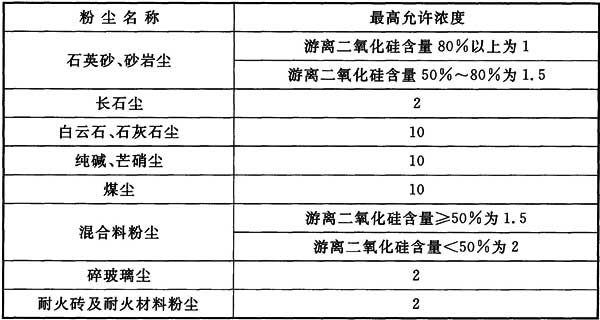 粉尘名称 最高允许浓度
石英砂、砂岩尘 游离二氧化硅含量80%以上为1
游离二氧化硅含量50%～80%为1.5
长石尘 2
白云石、石灰石尘 10
纯碱、芒硝尘 10
煤尘 10
混合料粉尘 游离二氧化硅含量≥50%为1.5
游离二氧化硅含量<50%为2
碎玻璃尘 2
耐火砖及耐火材料粉尘 2